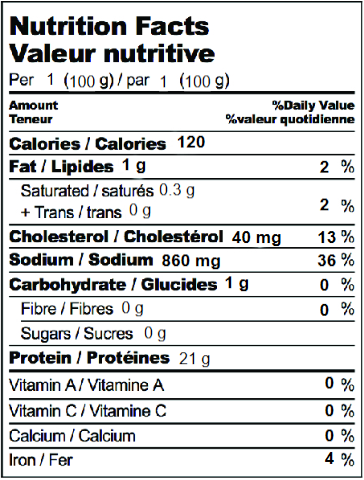 Nutrition Facts
Valeur nutritive
Per 1 (100 g) / par 1 (100 g)
Amount %Daily Value
Teneur %valeur quotidienne
Calories / Calories 120
Fat / Lipides 1 g 2 %
Saturated / saturés 0.3 g
+ Trans / trans 0 g 2 %
Cholesterol / Cholestérol 40 mg 13 %
Sodium / Sodium 860 mg 36 %
Carbohydrate / Glucides 1 g 0 %
Fibre / Fibres 0 g 0 %
Sugars / Sucres 0 g
Protein / Protéines 21 g
Vitamin A / Vitamine A 0 %
Vitamin C / Vitamine C 0 %
Calcium / Calcium 0 %
Iron / Fer 4 %